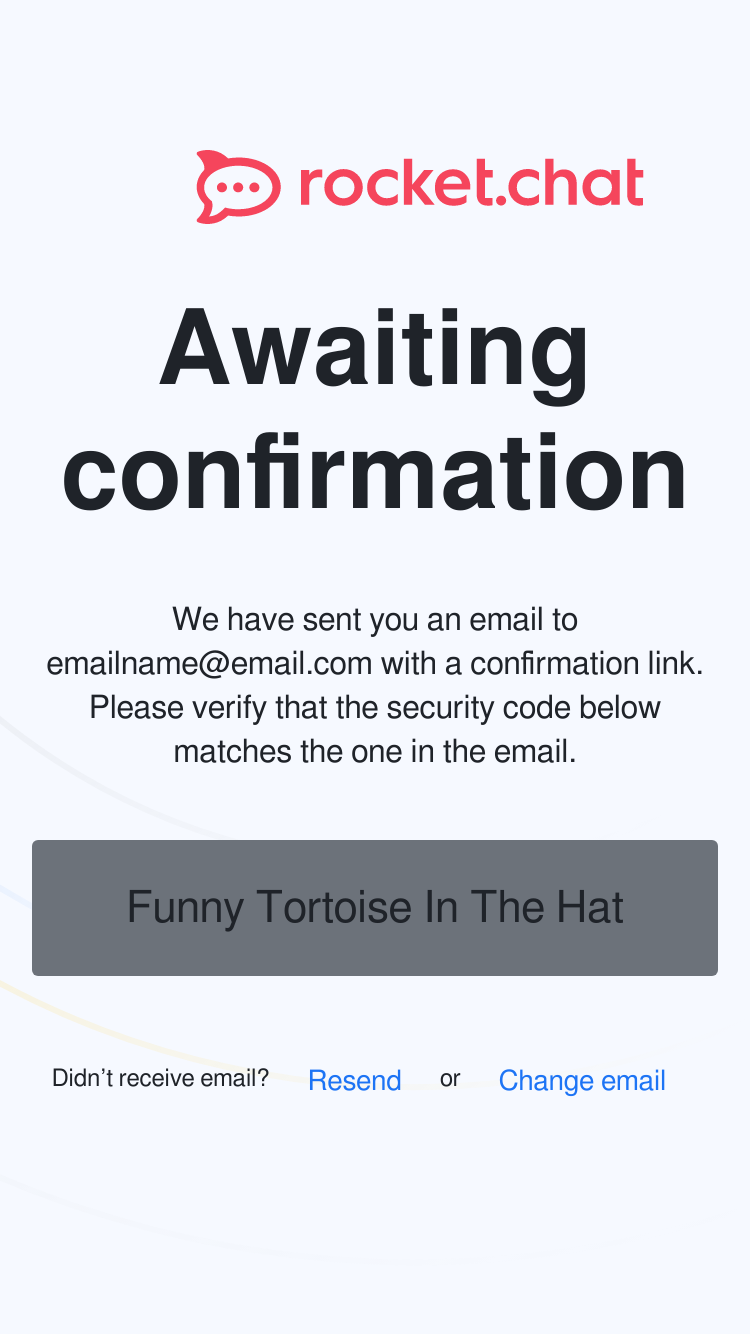 rocket.chat
Awaiting
confirmation
We have sent you an email to
emailname@email.com with a confirmation link.
Please verify that the security code below
matches the one in the email.
Funny Tortoise In The Hat
Didn’t receive email? Resend or Change email